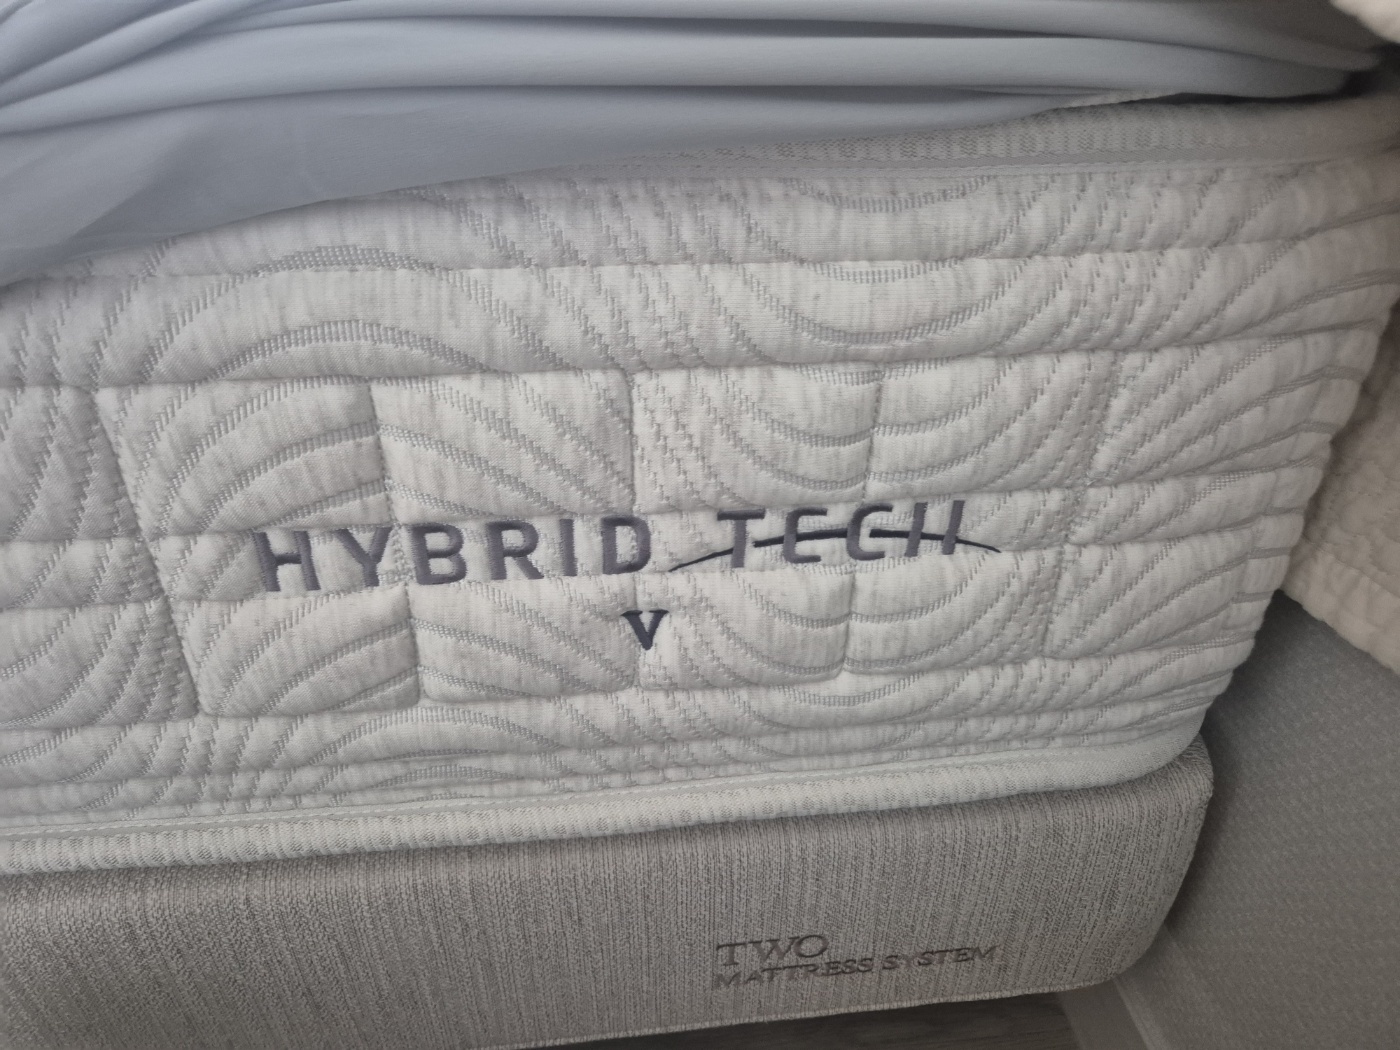 HYBRID TECH
V
TWO
MATTRESS SYSTEM